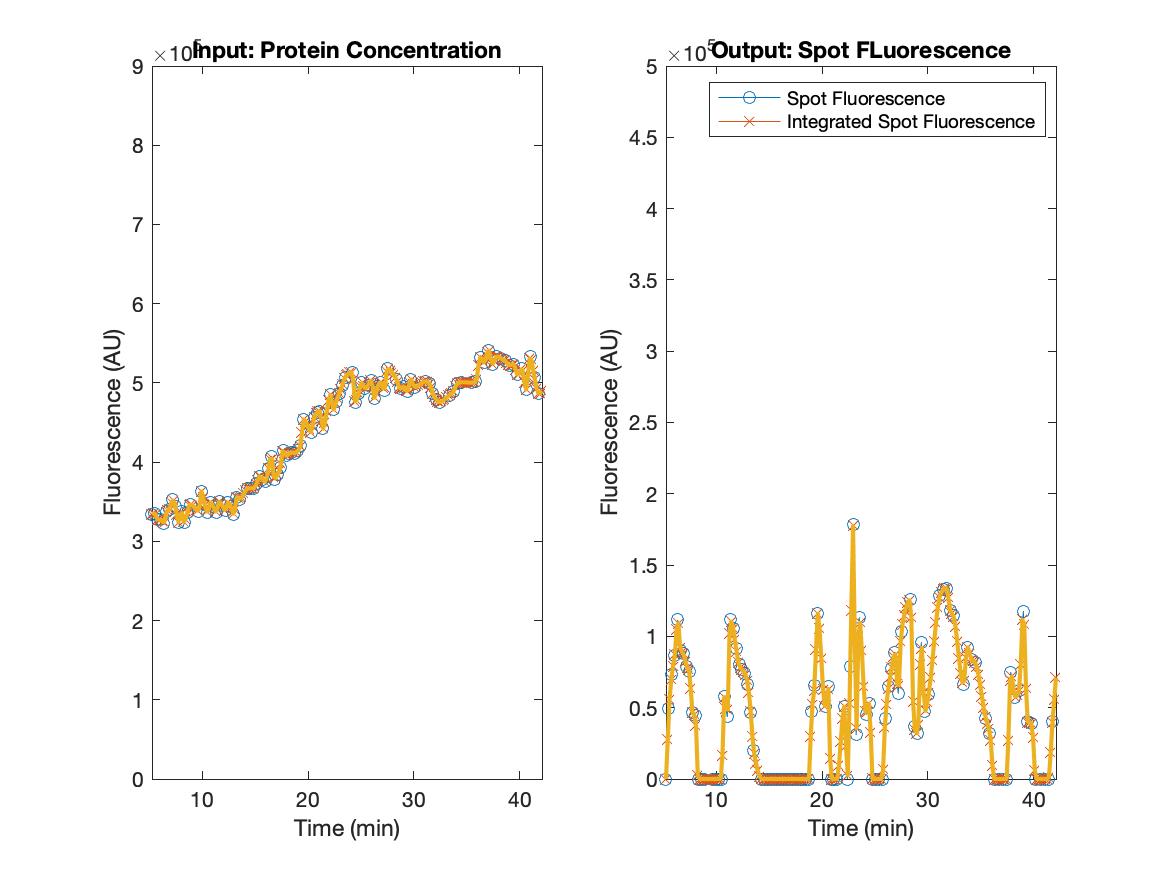 ×10⁵
Input: Protein Concentration
9
8
7
6
5
4
3
2
1
0
Fluorescence (AU)
10 20 30 40
Time (min)
×10⁵
Output: Spot FLuorescence
Spot Fluorescence
Integrated Spot Fluorescence
5
4.5
4
3.5
3
2.5
2
1.5
1
0.5
0
Fluorescence (AU)
10 20 30 40
Time (min)